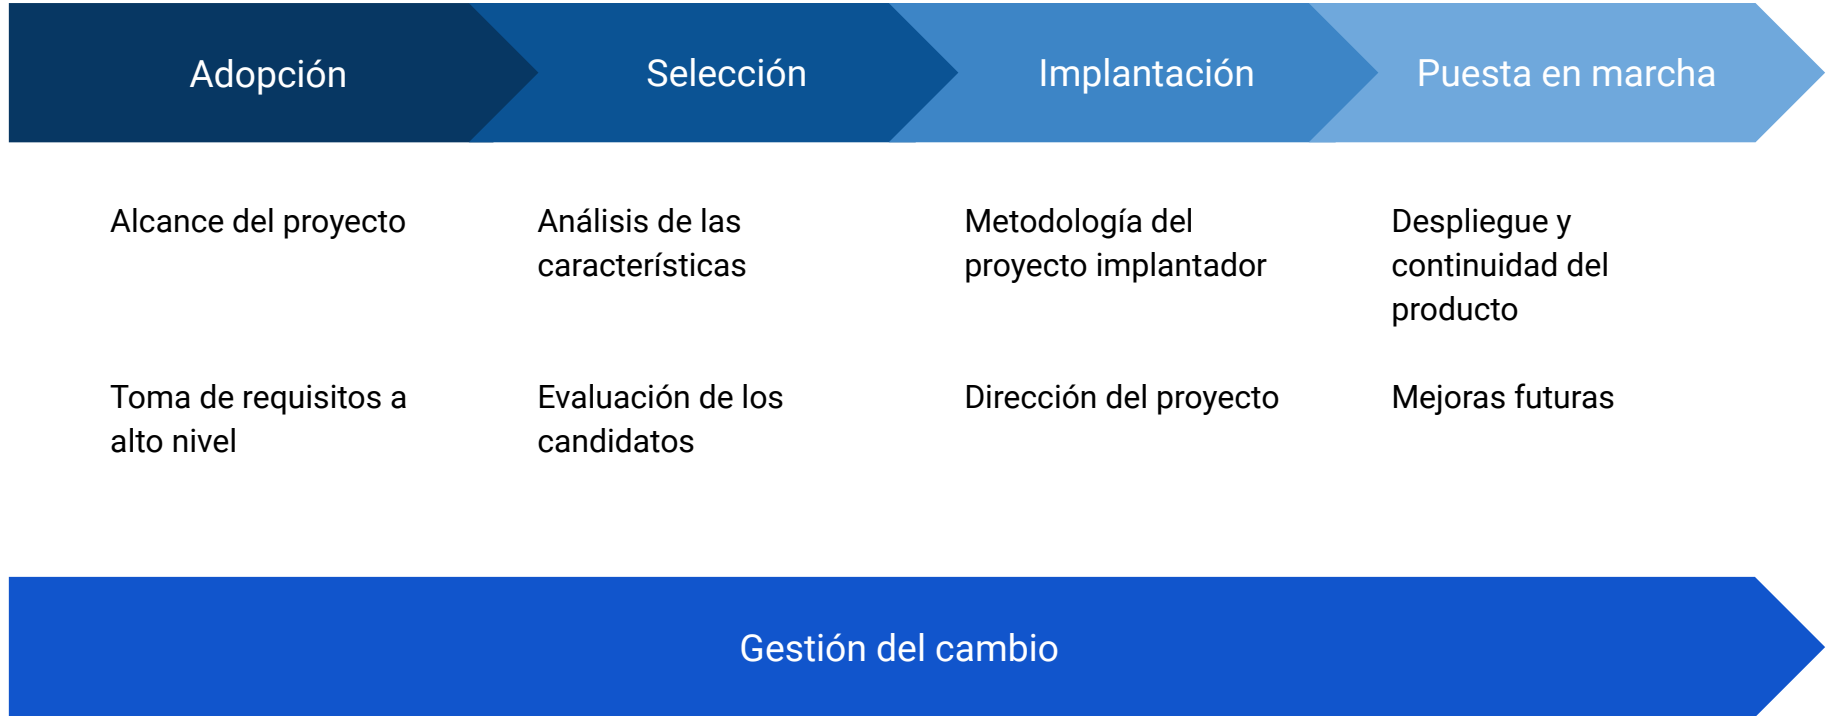 Adopción
Selección
Implantación
Puesta en marcha
Alcance del proyecto
Análisis de las
características
Metodología del
proyecto implantador
Despliegue y
continuidad del
producto
Toma de requisitos a
alto nivel
Evaluación de los
candidatos
Dirección del proyecto
Mejoras futuras
Gestión del cambio